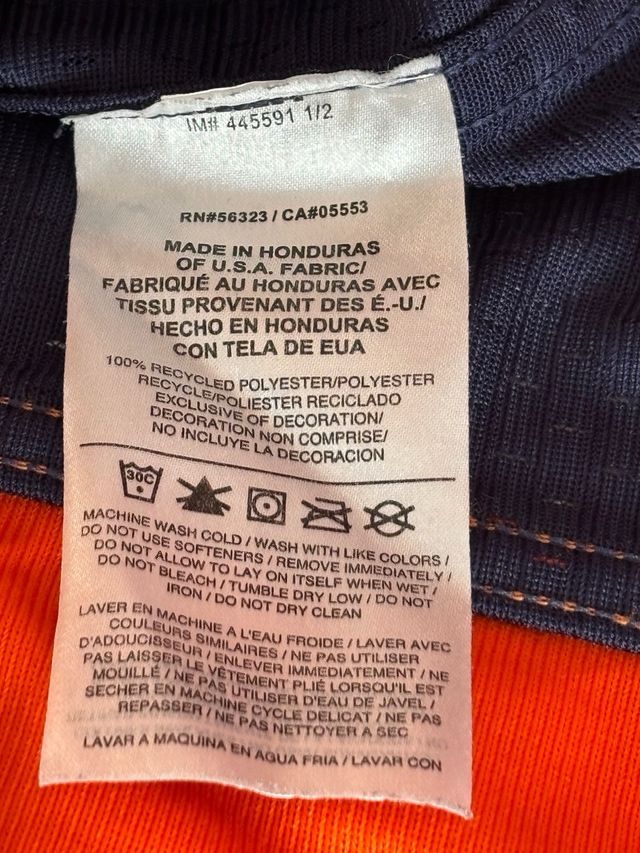 IM# 445591 1/2
RN#56323 / CA#05553
MADE IN HONDURAS
OF U.S.A. FABRIC/
FABRIQUÉ AU HONDURAS AVEC
TISSU PROVENANT DES É.-U./
HECHO EN HONDURAS
CON TELA DE EUA
100% RECYCLED POLYESTER/POLYESTER
RECYCLE/POLIESTER RECICLADO
EXCLUSIVE OF DECORATION/
DECORATION NON COMPRISE/
NO INCLUYE LA DECORACION
30C
MACHINE WASH COLD / WASH WITH LIKE COLORS /
DO NOT USE SOFTENERS / REMOVE IMMEDIATELY /
DO NOT ALLOW TO LAY ON ITSELF WHEN WET /
DO NOT BLEACH / TUMBLE DRY LOW / DO NOT
IRON / DO NOT DRY CLEAN
LAVER EN MACHINE A L'EAU FROIDE / LAVER AVEC
COULEURS SIMILAIRES / NE PAS UTILISER
D'ADOUCISSEUR / ENLEVER IMMEDIATEMENT / NE
PAS LAISSER LE VÊTEMENT PLIÉ LORSQU'IL EST
MOUILLÉ / NE PAS UTILISER D'EAU DE JAVEL /
SECHER EN MACHINE CYCLE DELICAT / NE PAS
REPASSER / NE PAS NETTOYER A SEC
LAVAR A MAQUINA EN AGUA FRIA / LAVAR CON